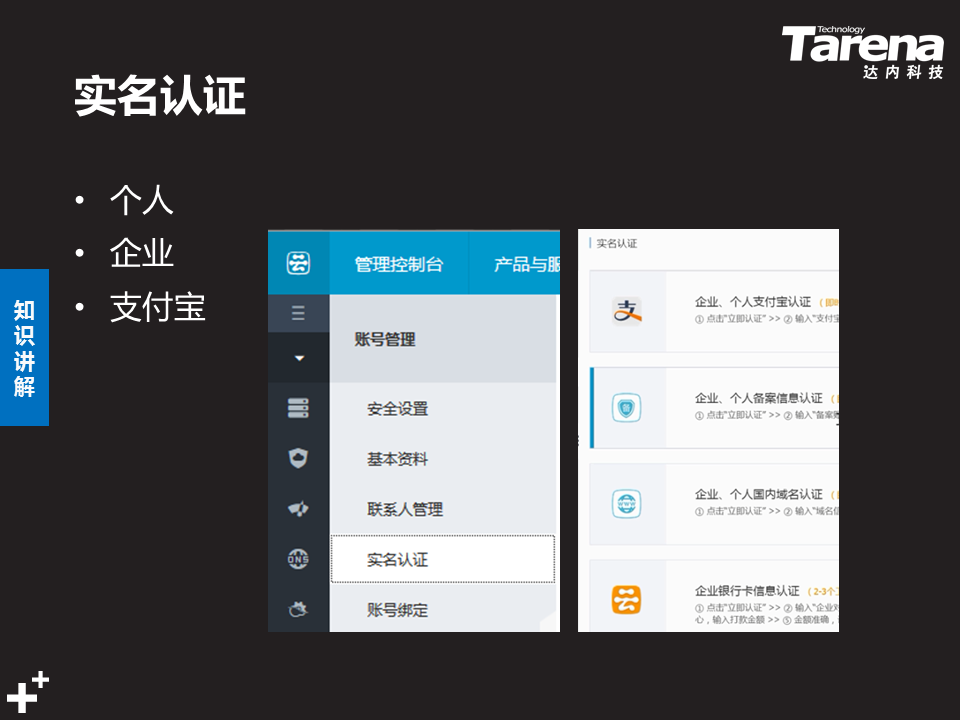 Technology
Tarena
达内科技
实名认证
• 个人
• 企业
• 支付宝
知识讲解
管理控制台
产品与服
账号管理
安全设置
基本资料
联系人管理
实名认证
账号绑定
DNS
实名认证
支
企业、个人支付宝认证
① 点击"立即认证" >> ② 输入"支付宝
企业、个人备案信息认证
① 点击"立即认证" >> ② 输入"备案
www
企业、个人国内域名认证
① 点击"立即认证" >> ② 输入"域名
企业银行卡信息认证 (2-3个
① 点击"立即认证" >> ② 输入"企业对
心，输入打款金额 >> ⑤ 金额准确，